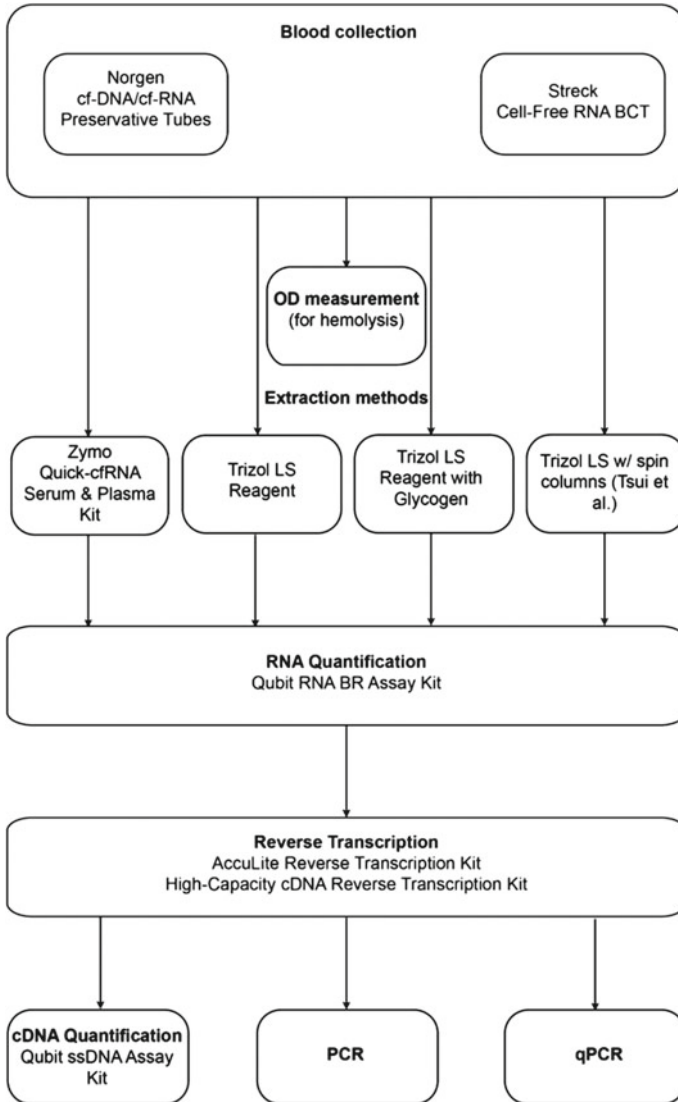 Blood collection
Norgen
cf-DNA/cf-RNA
Preservative Tubes
Streck
Cell-Free RNA BCT
OD measurement
(for hemolysis)
Extraction methods
Zymo
Quick-cfRNA
Serum & Plasma
Kit
Trizol LS
Reagent
Trizol LS
Reagent with
Glycogen
Trizol LS w/ spin
columns (Tsui et
al.)
RNA Quantification
Qubit RNA BR Assay Kit
Reverse Transcription
AccuLite Reverse Transcription Kit
High-Capacity cDNA Reverse Transcription Kit
cDNA Quantification
Qubit ssDNA Assay
Kit
PCR
qPCR